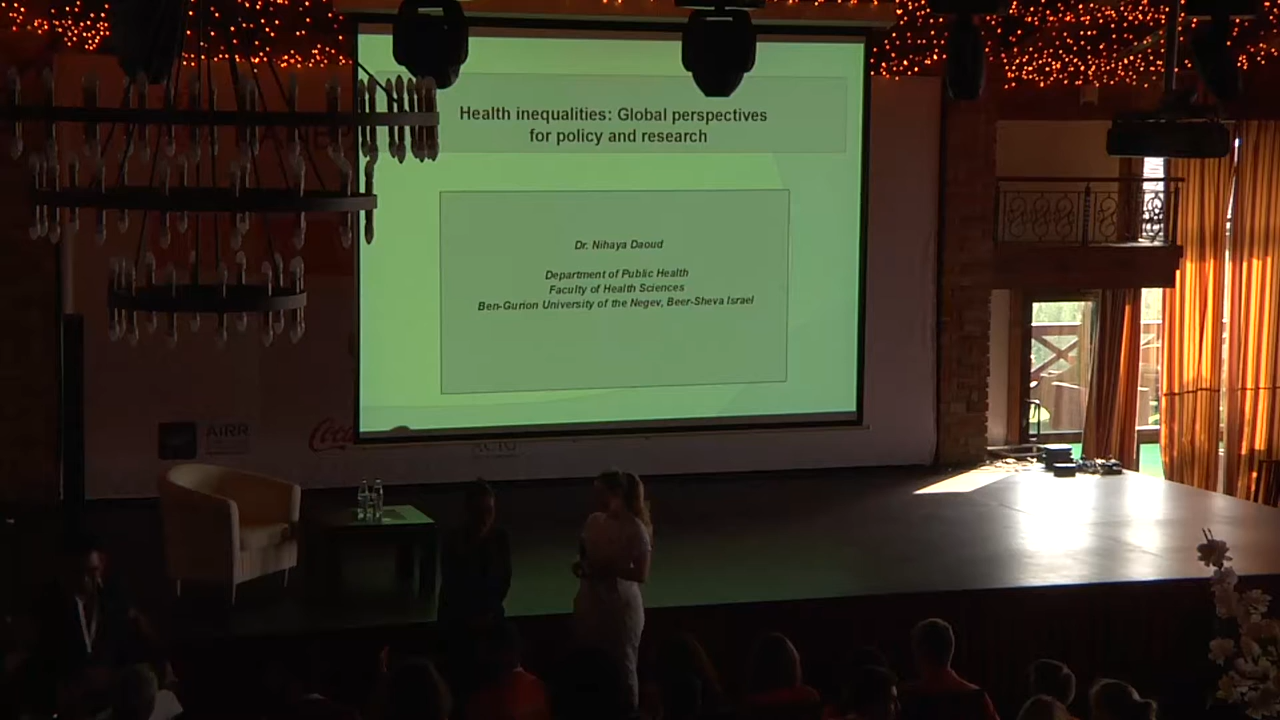 Health inequalities: Global perspectives
for policy and research
Dr. Nihaya Daoud
Department of Public Health
Faculty of Health Sciences
Ben-Gurion University of the Negev, Beer-Sheva Israel
AIRR